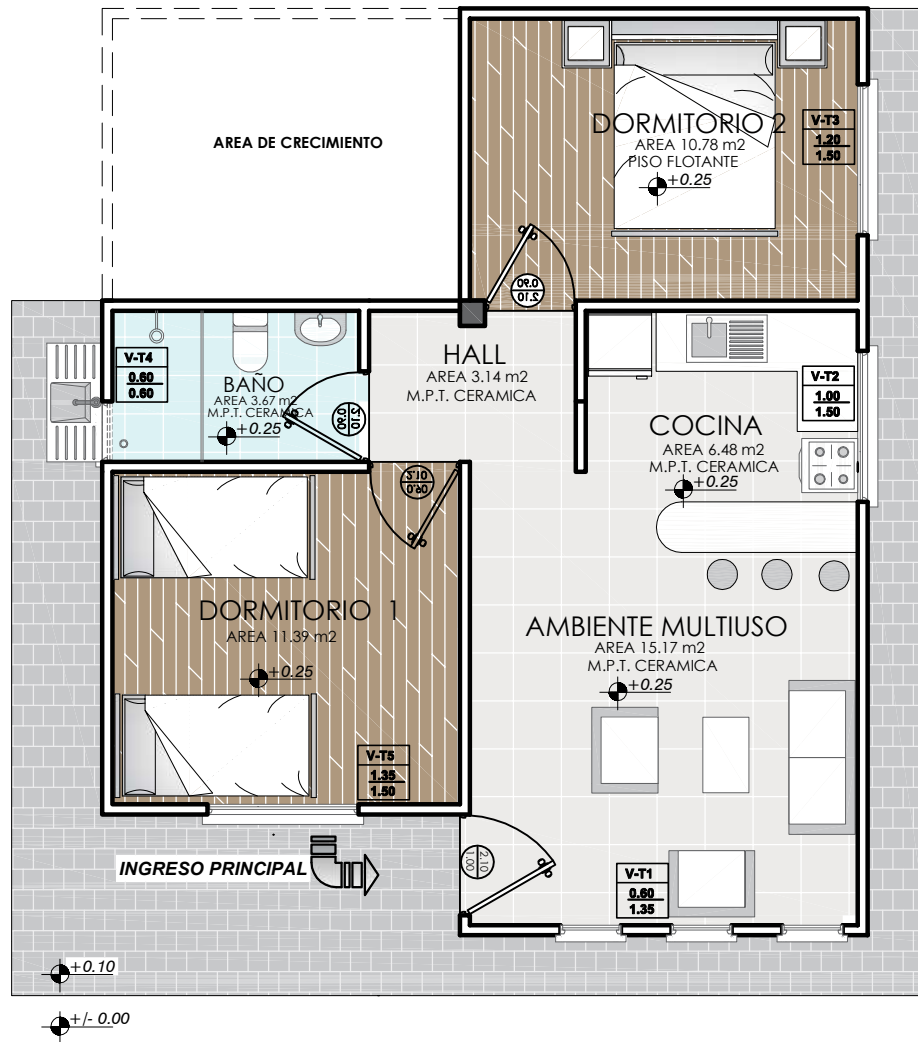 DORMITORIO 2
AREA 10.78 m2
PISO FLOTANTE
+0.25
V-T3
1.20
1.50
AREA DE CRECIMIENTO
0.90
2.10
HALL
AREA 3.14 m2
M.P.T. CERAMICA
V-T4
0.60
0.60
BAÑO
AREA 3.67 m2
M.P.T. CERAMICA
+0.25
2.10
0.90
V-T2
1.00
1.50
COCINA
AREA 6.48 m2
M.P.T. CERAMICA
+0.25
2.10
0.90
DORMITORIO 1
AREA 11.39 m2
+0.25
AMBIENTE MULTIUSO
AREA 15.17 m2
M.P.T. CERAMICA
+0.25
V-T5
1.35
1.50
INGRESO PRINCIPAL
2.10
1.00
V-T1
0.60
1.35
+0.10
+/- 0.00